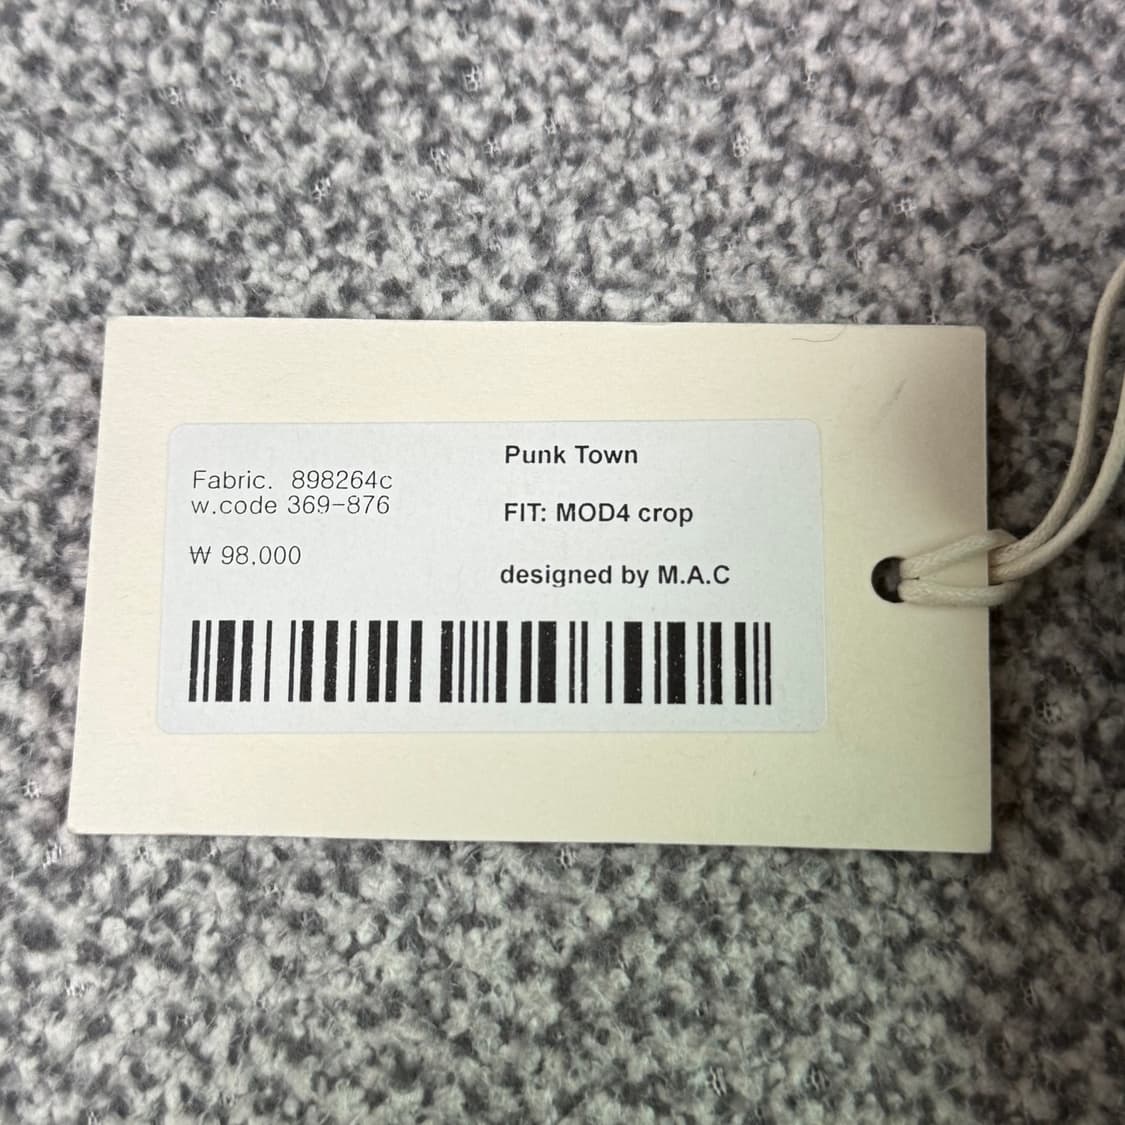 Punk Town
Fabric. 898264c
w.code 369-876
FIT: MOD4 crop
₩ 98,000
designed by M.A.C